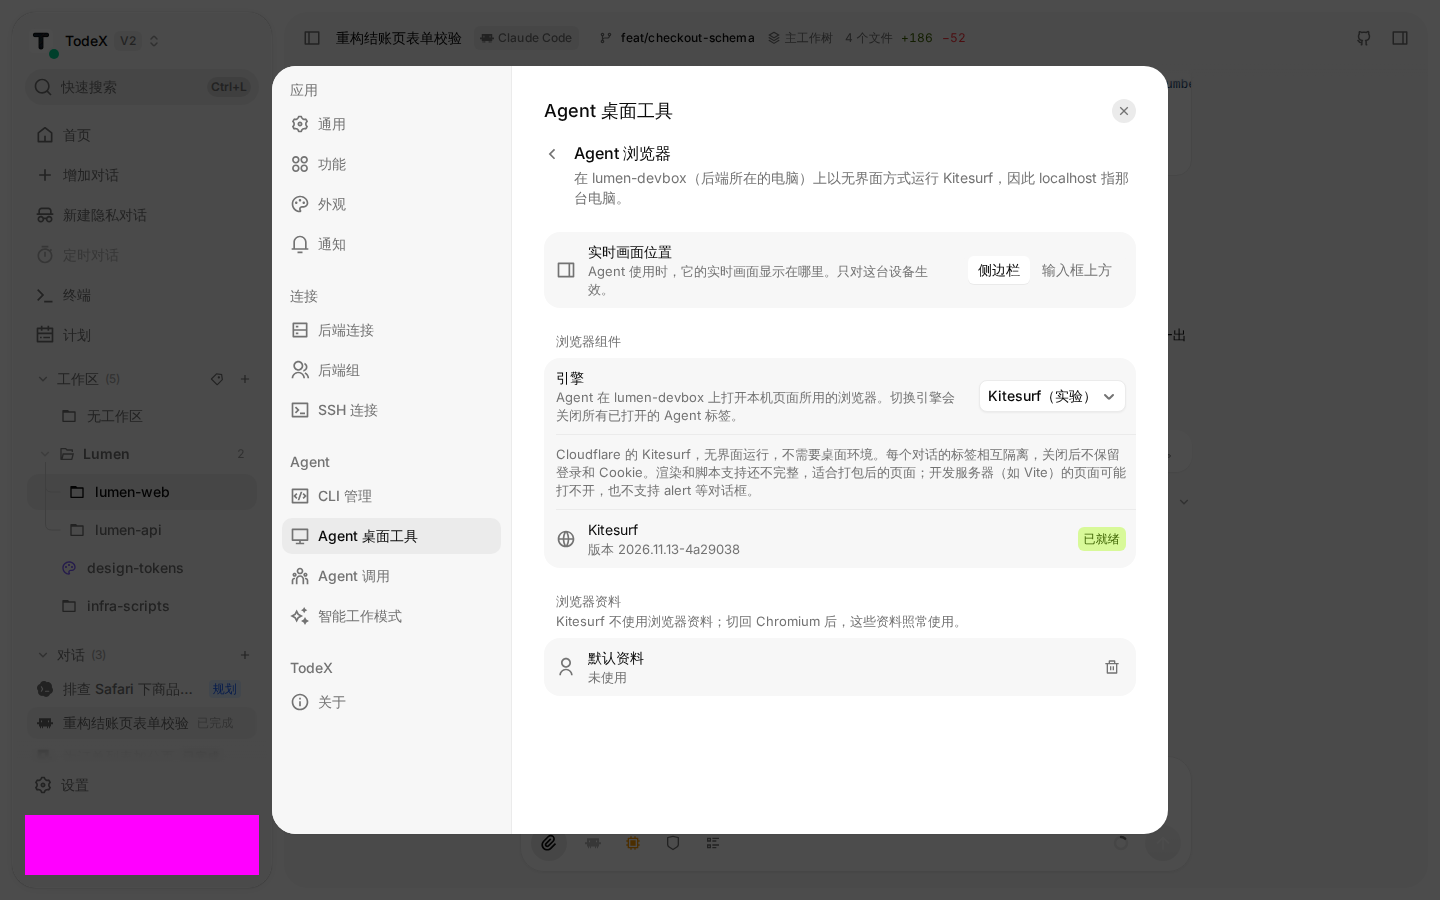 TodeX V2
快速搜索 Ctrl+L
首页
增加对话
新建隐私对话
定时对话
终端
计划
工作区 (5)
无工作区
Lumen 2
lumen-web
lumen-api
design-tokens
infra-scripts
对话 (3)
排查 Safari 下商品... 规划
重构结账页表单校验 已完成
设置
重构结账页表单校验 Claude Code feat/checkout-schema 主工作树 4 个文件 +186 −52
应用
通用
功能
外观
通知
连接
后端连接
后端组
SSH 连接
Agent
CLI 管理
Agent 桌面工具
Agent 调用
智能工作模式
TodeX
关于
Agent 桌面工具
Agent 浏览器
在 lumen-devbox（后端所在的电脑）上以无界面方式运行 Kitesurf，因此 localhost 指那
台电脑。
实时画面位置
Agent 使用时，它的实时画面显示在哪里。只对这台设备生
效。
侧边栏 输入框上方
浏览器组件
引擎
Agent 在 lumen-devbox 上打开本机页面所用的浏览器。切换引擎会
关闭所有已打开的 Agent 标签。
Kitesurf（实验）
Cloudflare 的 Kitesurf，无界面运行，不需要桌面环境。每个对话的标签相互隔离，关闭后不保留
登录和 Cookie。渲染和脚本支持还不完整，适合打包后的页面；开发服务器（如 Vite）的页面可能
打不开，也不支持 alert 等对话框。
Kitesurf
版本 2026.11.13-4a29038
已就绪
浏览器资料
Kitesurf 不使用浏览器资料；切回 Chromium 后，这些资料照常使用。
默认资料
未使用